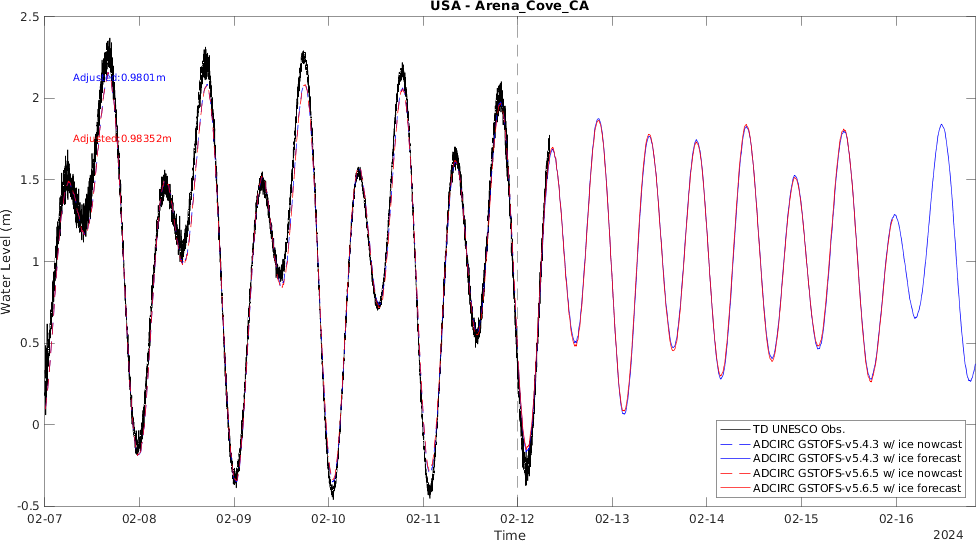 USA - Arena_Cove_CA
2.5
2
1.5
1
0.5
0
-0.5
Water Level (m)
Adjusted:0.9801m
Adjusted:0.98352m
TD UNESCO Obs.
ADCIRC GSTOFS-v5.4.3 w/ ice nowcast
ADCIRC GSTOFS-v5.4.3 w/ ice forecast
ADCIRC GSTOFS-v5.6.5 w/ ice nowcast
ADCIRC GSTOFS-v5.6.5 w/ ice forecast
02-07 02-08 02-09 02-10 02-11 02-12 02-13 02-14 02-15 02-16
Time
2024